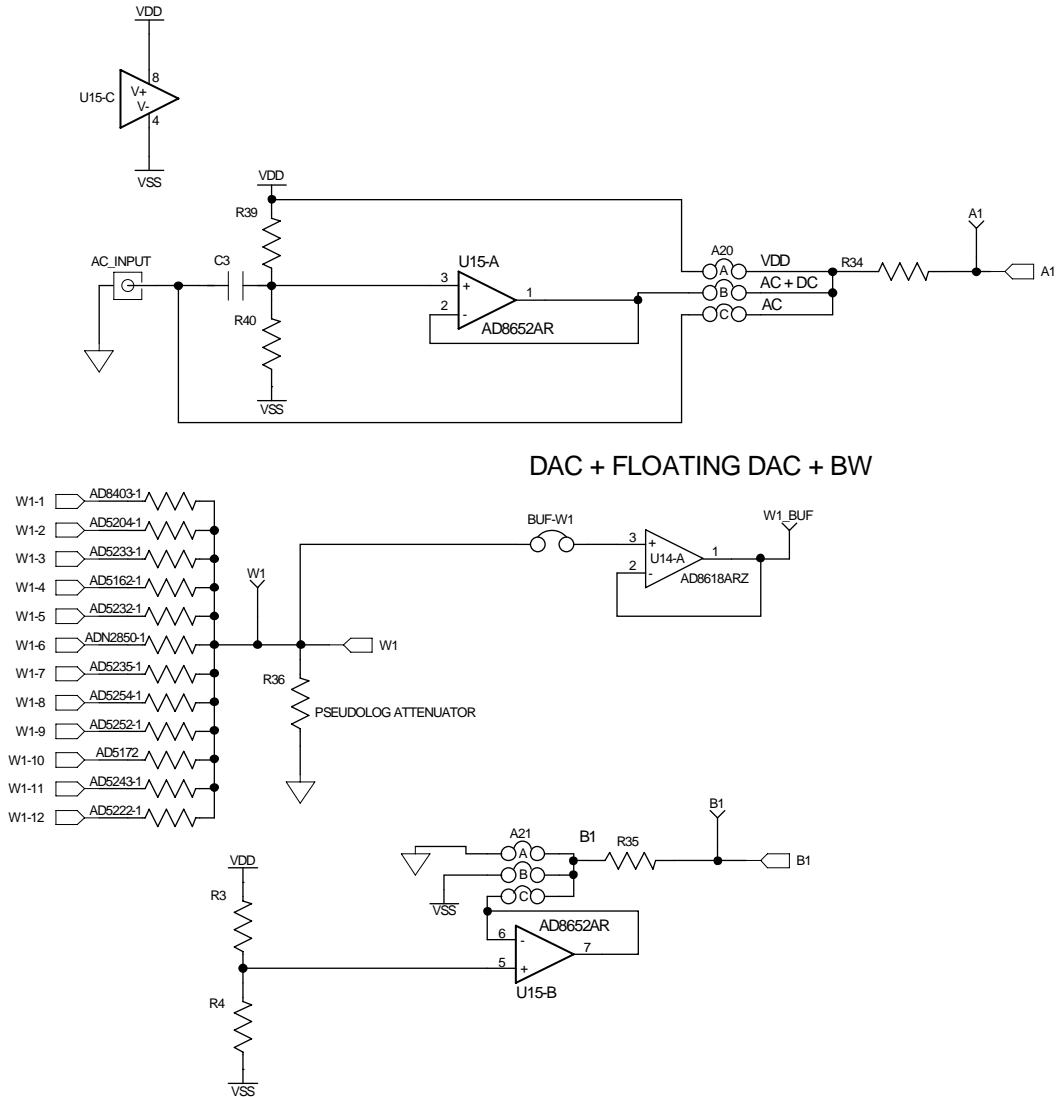 VDD
8
U15-C
V+
V-
4
VSS
VDD
R39
AC_INPUT
C3
R40
VSS
U15-A
3
+
2
-
1
AD8652AR
A20
A
VDD
B
AC + DC
C
AC
R34
A1
A1
DAC + FLOATING DAC + BW
W1-1 AD8403-1
W1-2 AD5204-1
W1-3 AD5233-1
W1-4 AD5162-1
W1-5 AD5232-1
W1-6 ADN2850-1
W1-7 AD5235-1
W1-8 AD5254-1
W1-9 AD5252-1
W1-10 AD5172
W1-11 AD5243-1
W1-12 AD5222-1
W1
W1
R36
PSEUDOLOG ATTENUATOR
BUF-W1
3
+
U14-A
2
-
1
AD8618ARZ
W1_BUF
A21
A
B
C
B1
R35
B1
B1
VSS
AD8652AR
6
-
5
+
7
U15-B
VDD
R3
R4
VSS